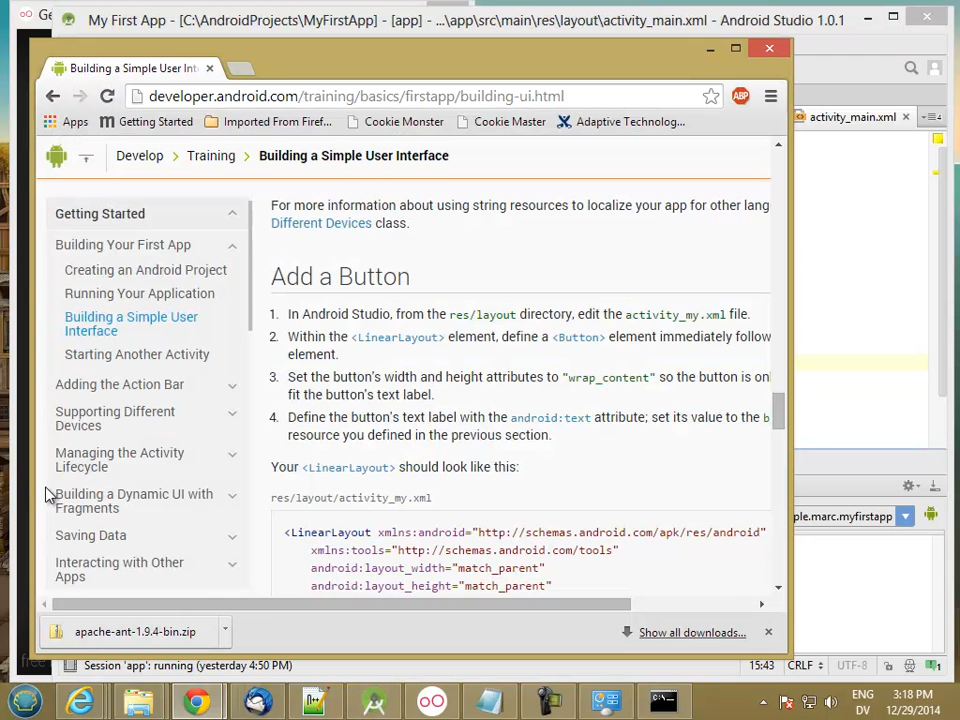 Ge
My First App - [C:\AndroidProjects\MyFirstApp] - [app] - ...\app\src\main\res\layout\activity_main.xml - Android Studio 1.0.1
Building a Simple User Int
developer.android.com/training/basics/firstapp/building-ui.html
ABP
activity_main.xml
Apps
Getting Started
Imported From Firef...
Cookie Monster
Cookie Master
Adaptive Technolog...
Develop
Training
Building a Simple User Interface
Getting Started
Building Your First App
Creating an Android Project
Running Your Application
Building a Simple User
Interface
Starting Another Activity
Adding the Action Bar
Supporting Different
Devices
Managing the Activity
Lifecycle
Building a Dynamic UI with
Fragments
Saving Data
Interacting with Other
Apps
For more information about using string resources to localize your app for other lang
Different Devices class.
Add a Button
1. In Android Studio, from the res/layout directory, edit the activity_my.xml file.
2. Within the <LinearLayout> element, define a <Button> element immediately follow
element.
3. Set the button's width and height attributes to "wrap_content" so the button is onl
fit the button's text label.
4. Define the button's text label with the android:text attribute; set its value to the b
resource you defined in the previous section.
Your <LinearLayout> should look like this:
res/layout/activity_my.xml
<LinearLayout xmlns:android="http://schemas.android.com/apk/res/android"
xmlns:tools="http://schemas.android.com/tools"
android:layout_width="match_parent"
android:layout_height="match_parent"
ple.marc.myfirstapp
apache-ant-1.9.4-bin.zip
Show all downloads...
free
Session 'app': running (yesterday 4:50 PM)
15:43
CRLF
UTF-8
1
ENG
DV
3:18 PM
12/29/2014